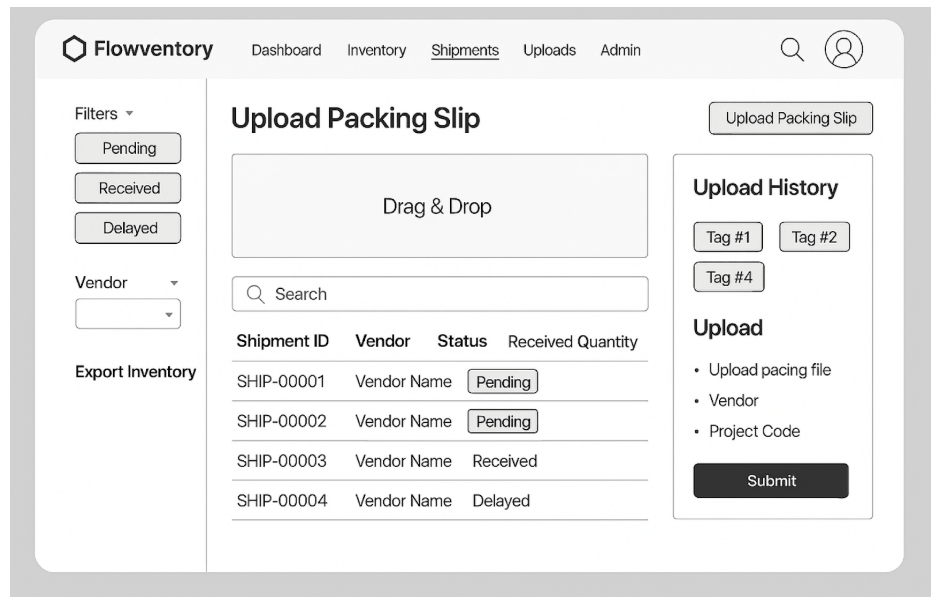 Flowventory
Dashboard Inventory Shipments Uploads Admin
Filters
Pending
Received
Delayed
Vendor
Export Inventory
Upload Packing Slip
Upload Packing Slip
Drag & Drop
Search
Shipment ID Vendor Status Received Quantity
SHIP-00001 Vendor Name Pending
SHIP-00002 Vendor Name Pending
SHIP-00003 Vendor Name Received
SHIP-00004 Vendor Name Delayed
Upload History
Tag #1 Tag #2
Tag #4
Upload
• Upload pacing file
• Vendor
• Project Code
Submit